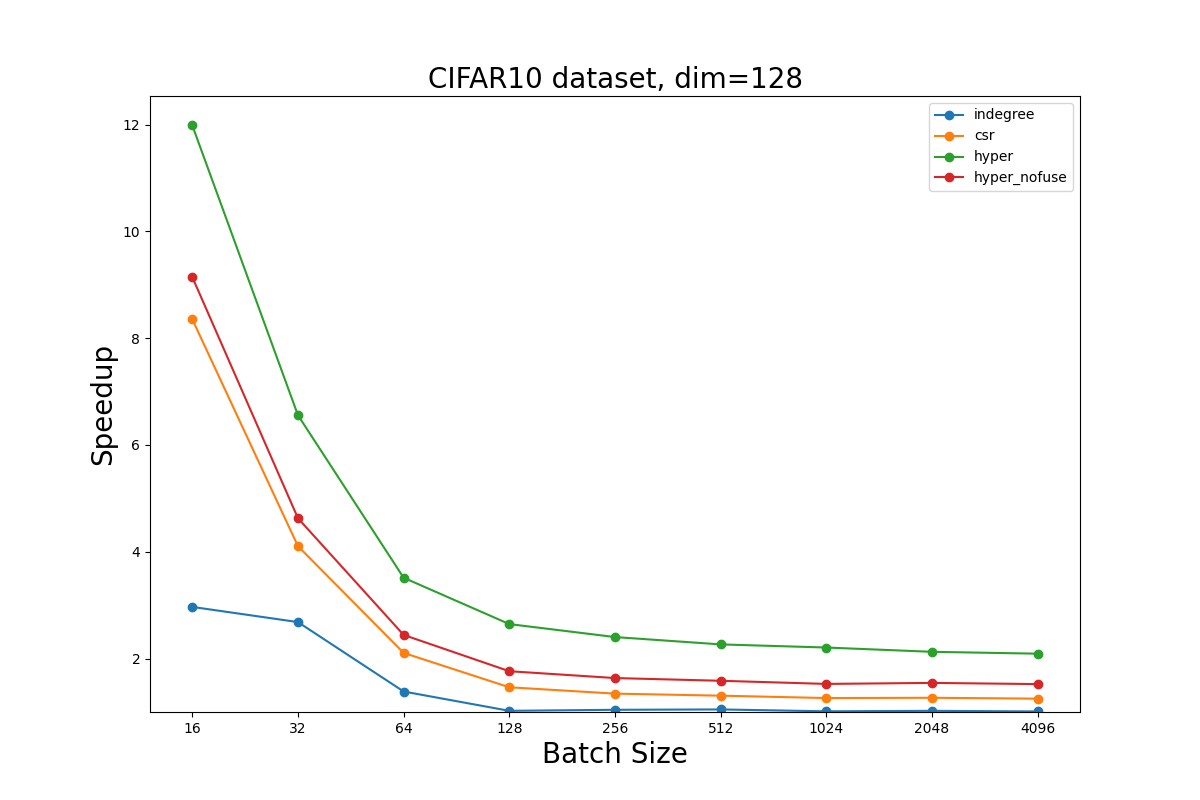 CIFAR10 dataset, dim=128
indegree
csr
hyper
hyper_nofuse
Speedup
12
10
8
6
4
2
16 32 64 128 256 512 1024 2048 4096
Batch Size